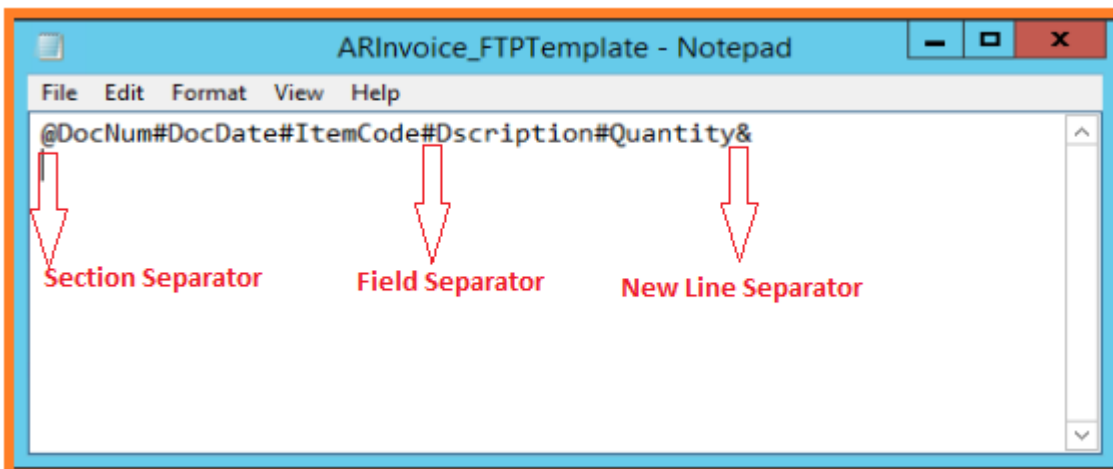 ARInvoice_FTPTemplate - Notepad
File Edit Format View Help
@DocNum#DocDate#ItemCode#Dscription#Quantity&
Section Separator Field Separator New Line Separator